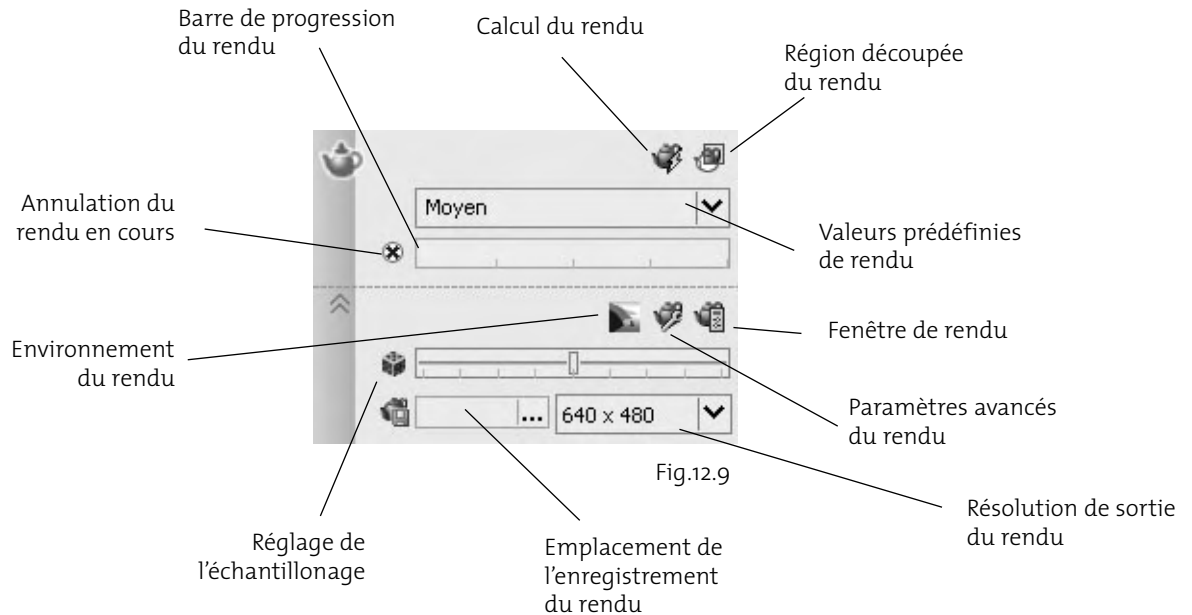 Barre de progression
du rendu
Calcul du rendu
Région découpée
du rendu
Annulation du
rendu en cours
Moyen
Valeurs prédéfinies
de rendu
Environnement
du rendu
Fenêtre de rendu
...
640 x 480
Paramètres avancés
du rendu
Fig.12.9
Résolution de sortie
du rendu
Réglage de
l'échantillonage
Emplacement de
l'enregistrement
du rendu